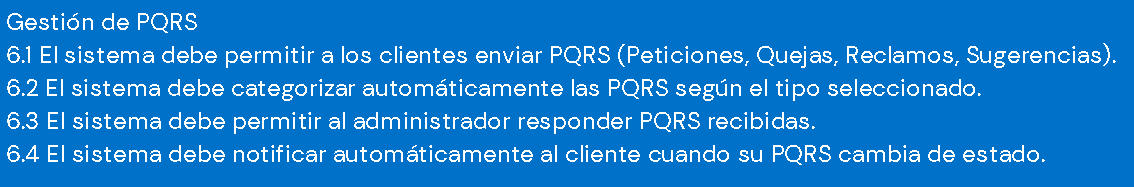 Gestión de PQRS
6.1 El sistema debe permitir a los clientes enviar PQRS (Peticiones, Quejas, Reclamos, Sugerencias).
6.2 El sistema debe categorizar automáticamente las PQRS según el tipo seleccionado.
6.3 El sistema debe permitir al administrador responder PQRS recibidas.
6.4 El sistema debe notificar automáticamente al cliente cuando su PQRS cambia de estado.